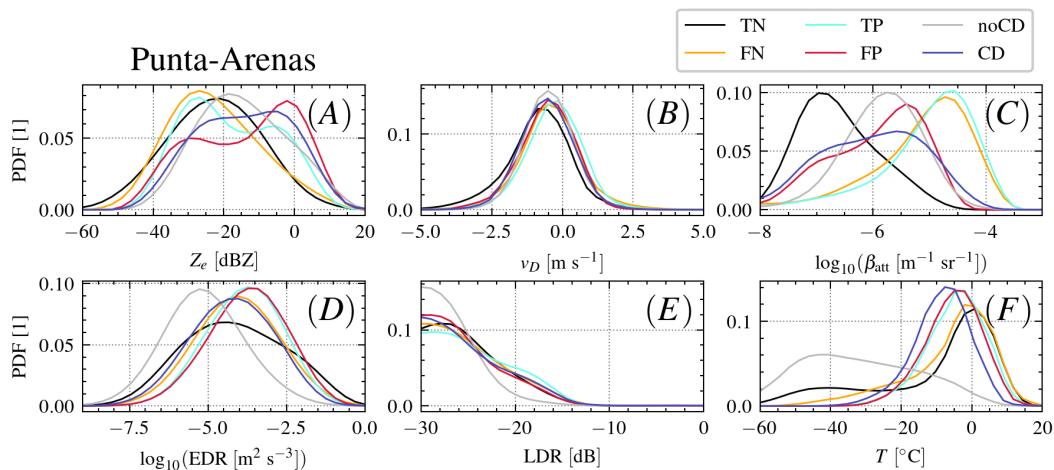 TN TP noCD
FN FP CD
Punta-Arenas
PDF [1]
0.05
0.00
−60 −40 −20 0 20
Z_e [dBZ]
(A)
0.1
0.0
−5.0 −2.5 0.0 2.5 5.0
v_D [m s⁻¹]
(B)
0.10
0.05
0.00
−8 −6 −4
log₁₀(β_att [m⁻¹ sr⁻¹])
(C)
PDF [1]
0.10
0.05
0.00
−7.5 −5.0 −2.5 0.0
log₁₀(EDR [m² s⁻³])
(D)
0.1
0.0
−30 −20 −10 0
LDR [dB]
(E)
0.1
0.0
−60 −40 −20 0 20
T [°C]
(F)